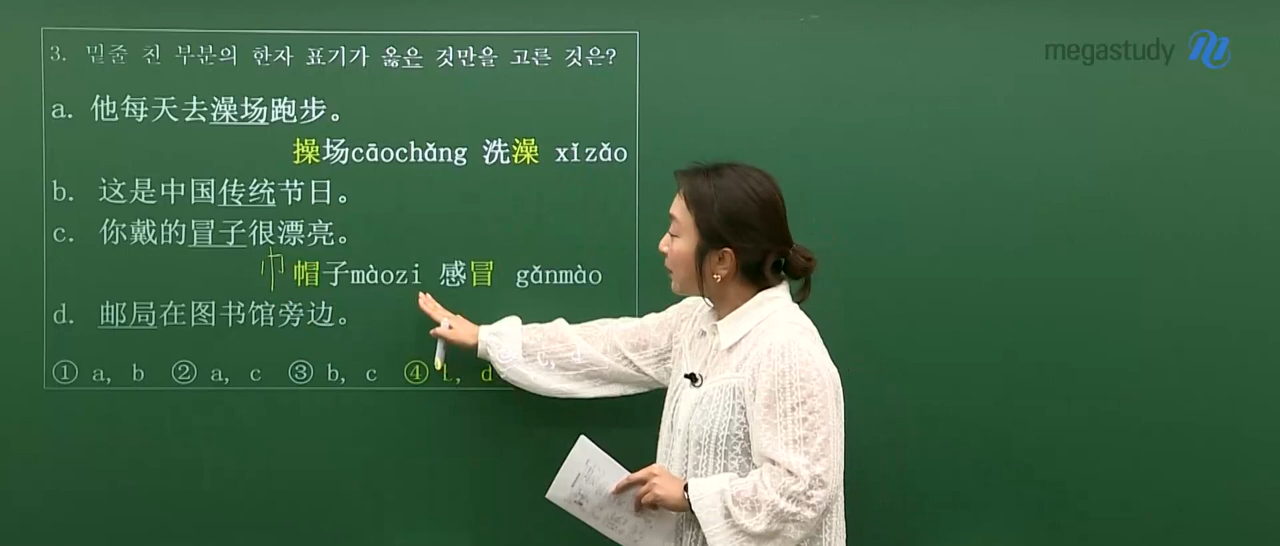 3. 밑줄 친 부분의 한자 표기가 옳은 것만을 고른 것은?
megastudy
a. 他每天去澡场跑步。
操场cāochǎng 洗澡 xǐzǎo
b. 这是中国传统节日。
c. 你戴的冒子很漂亮。
巾 帽子màozi 感冒 gǎnmào
d. 邮局在图书馆旁边。
① a, b ② a, c ③ b, c ④ b, d